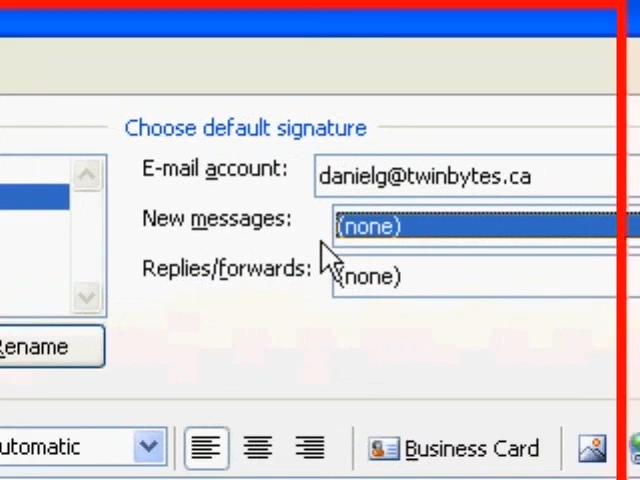 Choose default signature
E-mail account: danielg@twinbytes.ca
New messages: (none)
Replies/forwards: (none)
Rename
utomatic
Business Card